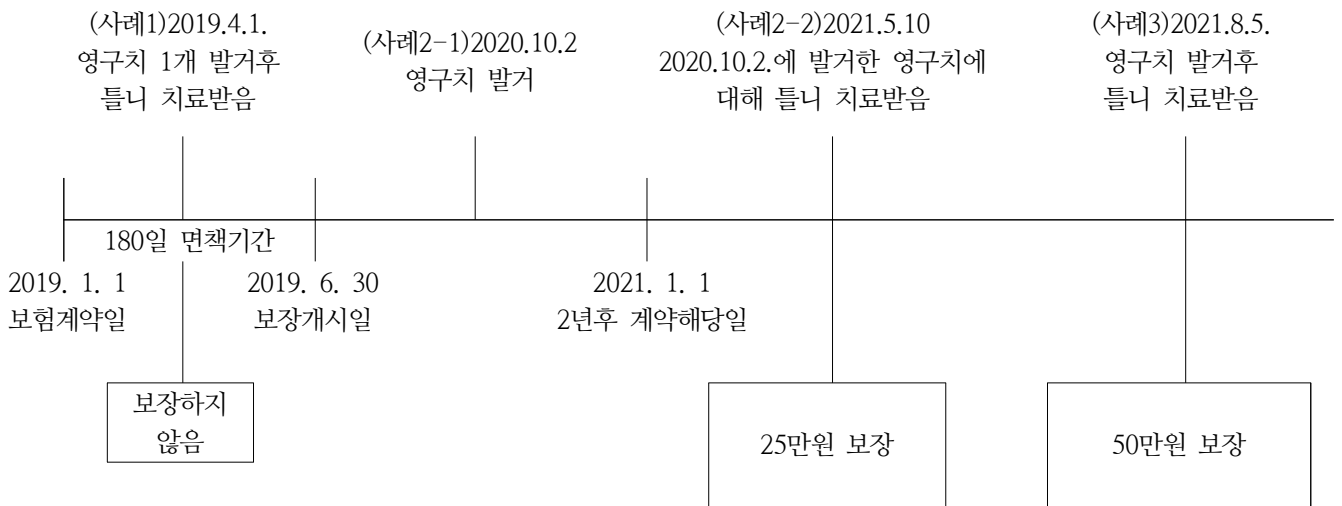 (사례1)2019.4.1.
영구치 1개 발거후
틀니 치료받음
(사례2-1)2020.10.2
영구치 발거
(사례2-2)2021.5.10
2020.10.2.에 발거한 영구치에
대해 틀니 치료받음
(사례3)2021.8.5.
영구치 발거후
틀니 치료받음
180일 면책기간
2019. 1. 1
보험계약일
2019. 6. 30
보장개시일
2021. 1. 1
2년후 계약해당일
보장하지
않음
25만원 보장
50만원 보장